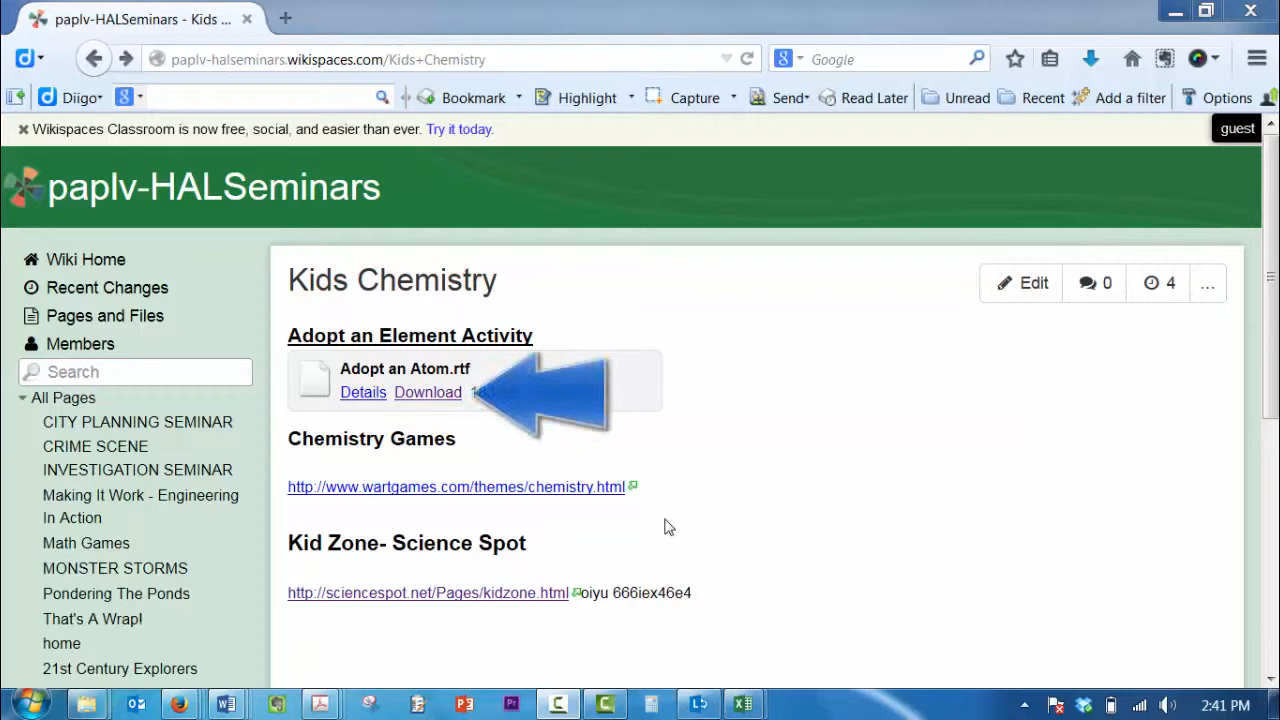 paplv-HALSeminars - Kids ...
paplv-halseminars.wikispaces.com/Kids+Chemistry
Google
Diigo
Bookmark
Highlight
Capture
Send
Read Later
Unread
Recent
Add a filter
Options
Wikispaces Classroom is now free, social, and easier than ever. Try it today.
guest
paplv-HALSeminars
Wiki Home
Recent Changes
Pages and Files
Members
Search
All Pages
CITY PLANNING SEMINAR
CRIME SCENE
INVESTIGATION SEMINAR
Making It Work - Engineering
In Action
Math Games
MONSTER STORMS
Pondering The Ponds
That's A Wrap!
home
21st Century Explorers
Kids Chemistry
Edit
0
4
...
Adopt an Element Activity
Adopt an Atom.rtf
Details Download
Chemistry Games
http://www.wartgames.com/themes/chemistry.html
Kid Zone- Science Spot
http://sciencespot.net/Pages/kidzone.html oiyu 666iex46e4
2:41 PM